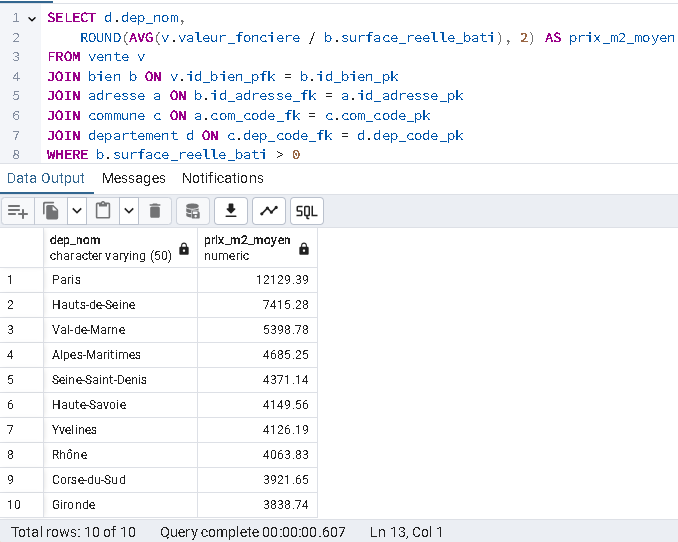 1 SELECT d.dep_nom,
2 ROUND(AVG(v.valeur_fonciere / b.surface_reelle_bati), 2) AS prix_m2_moyen
3 FROM vente v
4 JOIN bien b ON v.id_bien_pfk = b.id_bien_pk
5 JOIN adresse a ON b.id_adresse_fk = a.id_adresse_pk
6 JOIN commune c ON a.com_code_fk = c.com_code_pk
7 JOIN departement d ON c.dep_code_fk = d.dep_code_pk
8 WHERE b.surface_reelle_bati > 0
Data Output Messages Notifications
SQL
dep_nom prix_m2_moyen
character varying (50) numeric
1 Paris 12129.39
2 Hauts-de-Seine 7415.28
3 Val-de-Marne 5398.78
4 Alpes-Maritimes 4685.25
5 Seine-Saint-Denis 4371.14
6 Haute-Savoie 4149.56
7 Yvelines 4126.19
8 Rhône 4063.83
9 Corse-du-Sud 3921.65
10 Gironde 3838.74
Total rows: 10 of 10 Query complete 00:00:00.607 Ln 13, Col 1